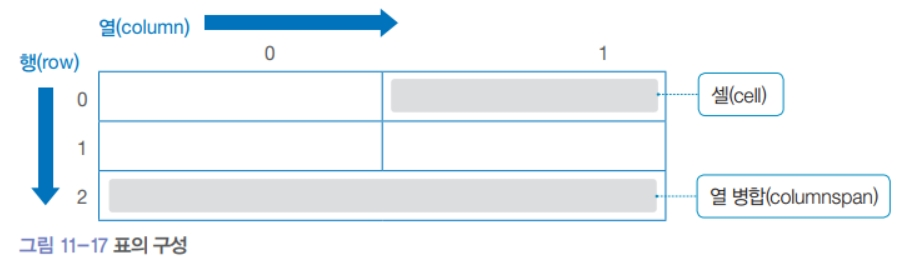 열(column)
행(row)
0 1
0
셀(cell)
1
2
열 병합(columnspan)
그림 11-17 표의 구성